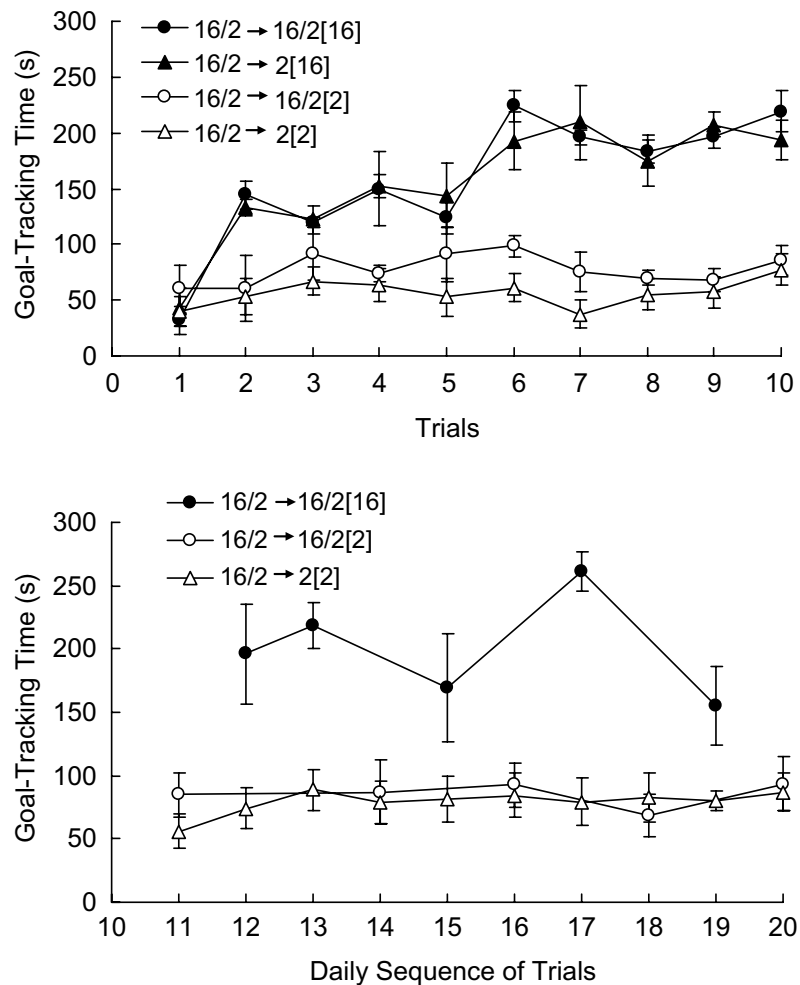 300
250
200
150
100
50
0
Goal-Tracking Time (s)
16/2 → 16/2[16]
16/2 → 2[16]
16/2 → 16/2[2]
16/2 → 2[2]
0 1 2 3 4 5 6 7 8 9 10
Trials
300
250
200
150
100
50
0
Goal-Tracking Time (s)
16/2 → 16/2[16]
16/2 → 16/2[2]
16/2 → 2[2]
10 11 12 13 14 15 16 17 18 19 20
Daily Sequence of Trials